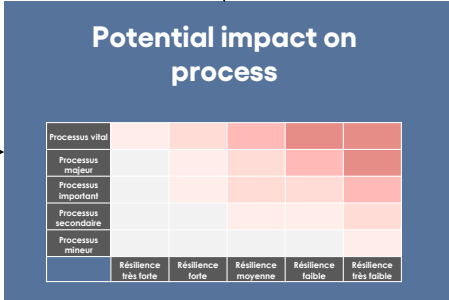 Potential impact on
process
Processus vital
Processus
majeur
Processus
important
Processus
secondaire
Processus
mineur
Résilience
très forte
Résilience
forte
Résilience
moyenne
Résilience
faible
Résilience
très faible